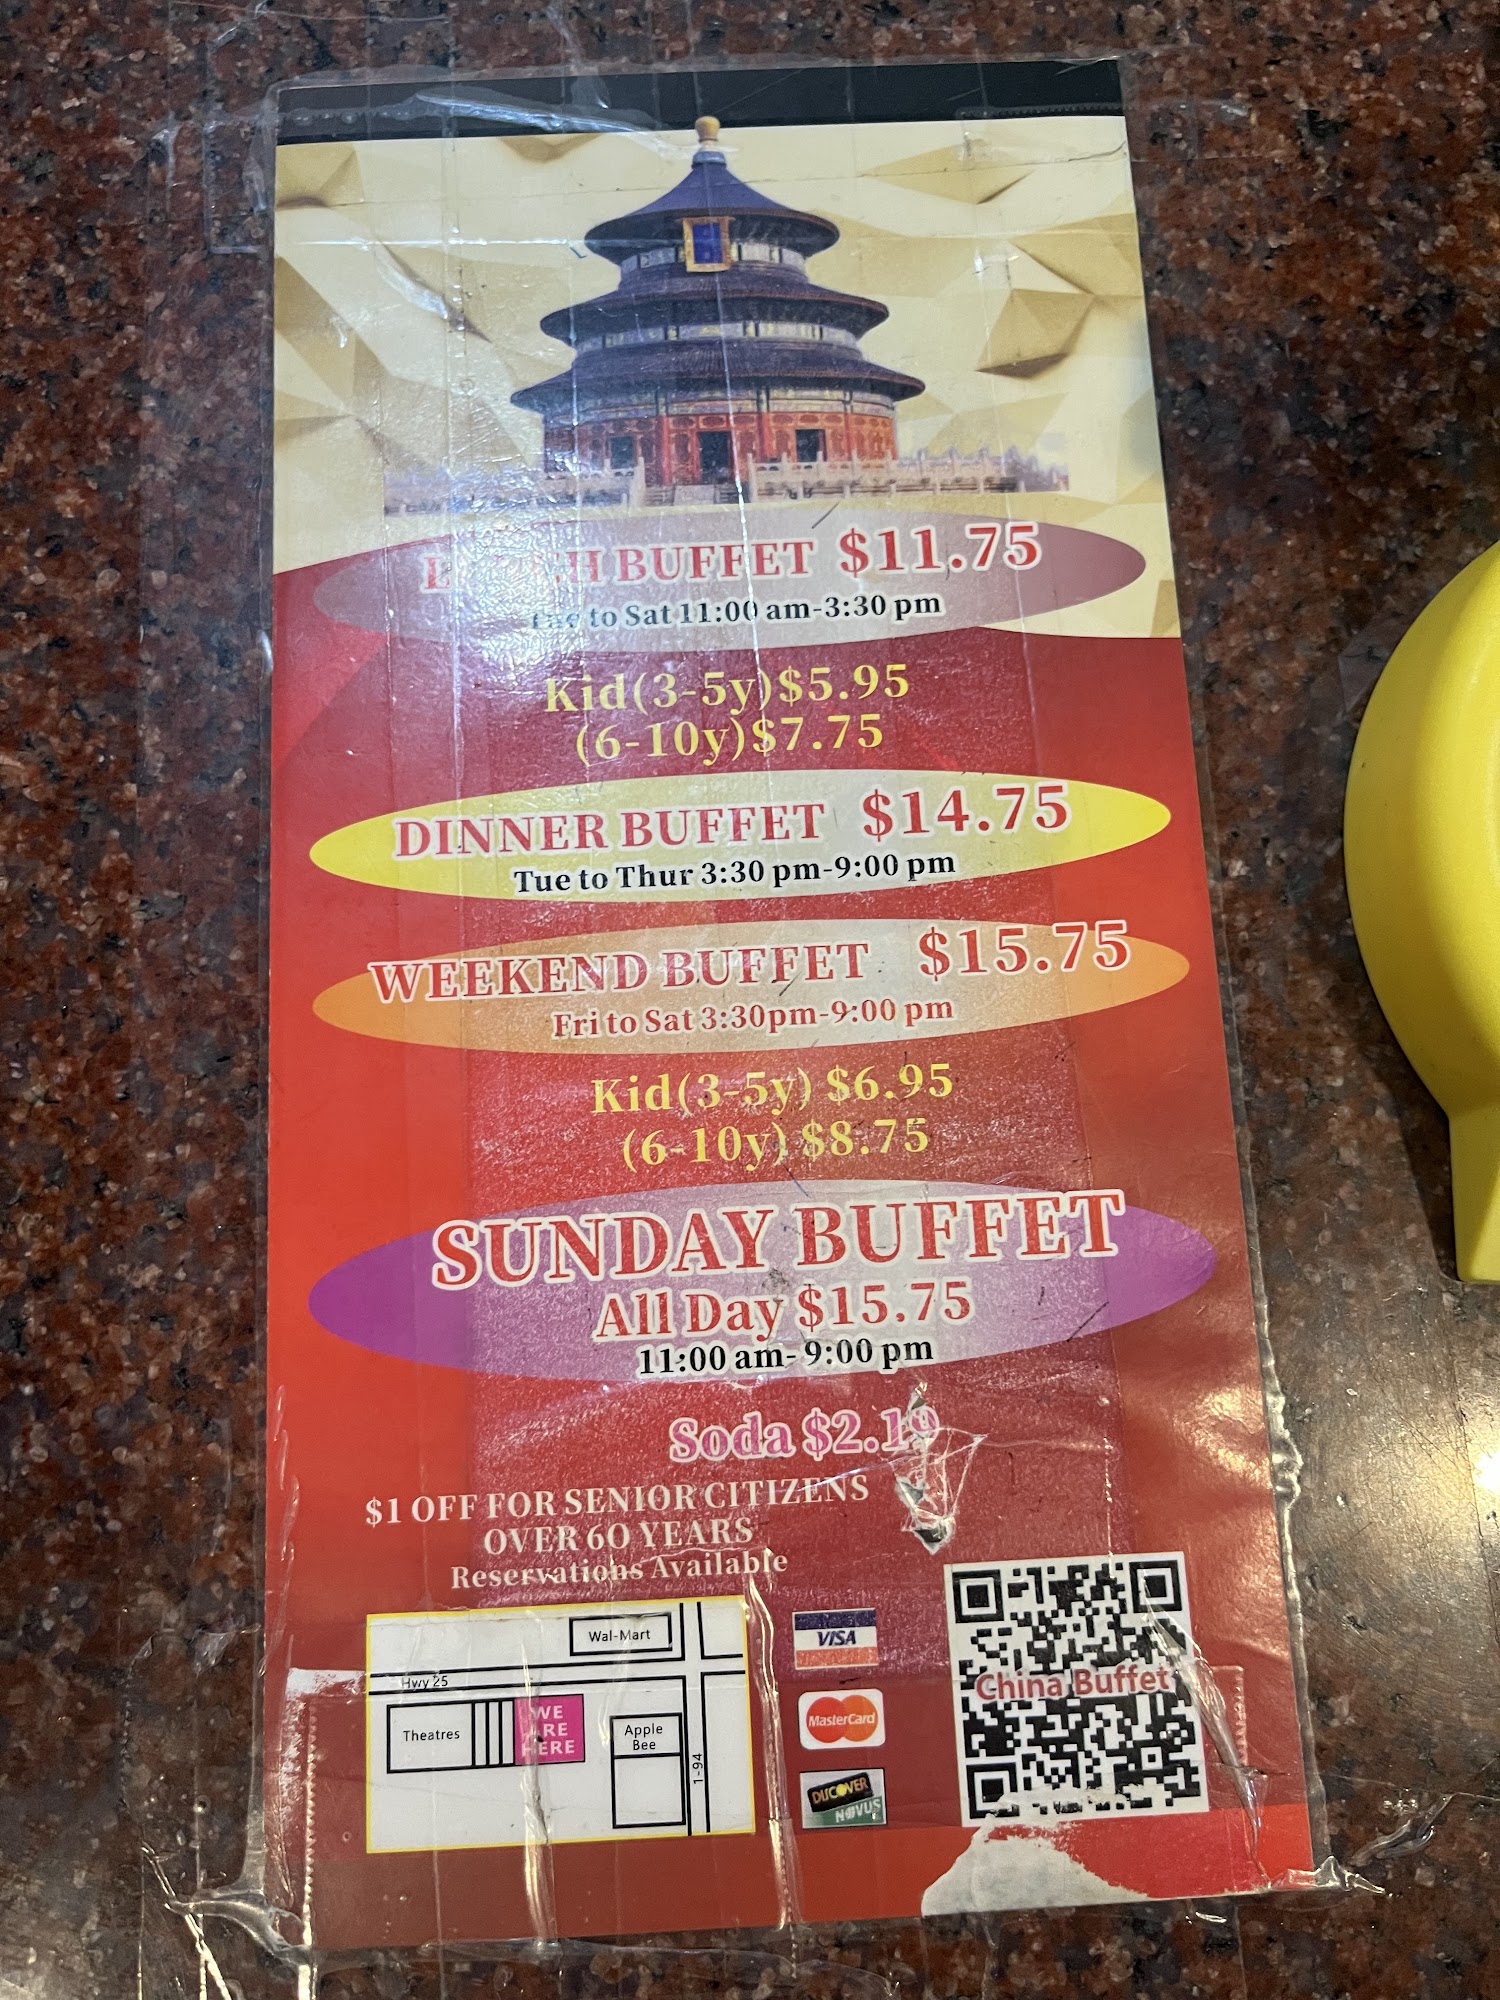 BUFFET $11.75
to Sat 11:00 am-3:30 pm
Kid(3-5y)$5.95
(6-10y)$7.75
DINNER BUFFET $14.75
Tue to Thur 3:30 pm-9:00 pm
WEEKEND BUFFET $15.75
Fri to Sat 3:30pm-9:00 pm
Kid(3-5y) $6.95
(6-10y) $8.75
SUNDAY BUFFET
All Day $15.75
11:00 am-9:00 pm
Soda
$1 OFF FOR SENIOR CITIZENS
OVER 60 YEARS
Reservations Available
Wal-Mart
Hwy 25
Theatres
WE
ARE
HERE
Apple
Bee
1-94
VISA
MasterCard
DISCOVER
NOVUS
China Buffet